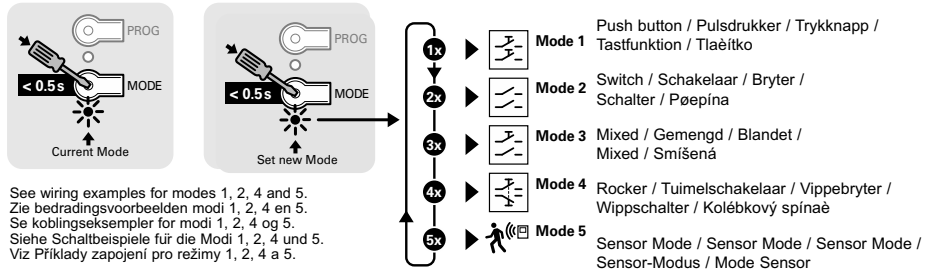 PROG
< 0.5 s
MODE
Current Mode
PROG
< 0.5 s
MODE
Set new Mode
See wiring examples for modes 1, 2, 4 and 5.
Zie bedradingsvoorbeelden modi 1, 2, 4 en 5.
Se koblingseksempler for modi 1, 2, 4 og 5.
Siehe Schaltbeispiele für die Modi 1, 2, 4 und 5.
Viz Příklady zapojení pro režimy 1, 2, 4 a 5.
1x
Mode 1
Push button / Pulsdrukker / Trykknapp /
Tastfunktion / Tlaèítko
2x
Mode 2
Switch / Schakelaar / Bryter /
Schalter / Pøepína
3x
Mode 3
Mixed / Gemengd / Blandet /
Mixed / Smíšená
4x
Mode 4
Rocker / Tuimelschakelaar / Vippebryter /
Wippschalter / Kolébkový spínaè
5x
Mode 5
Sensor Mode / Sensor Mode / Sensor Mode /
Sensor-Modus / Mode Sensor